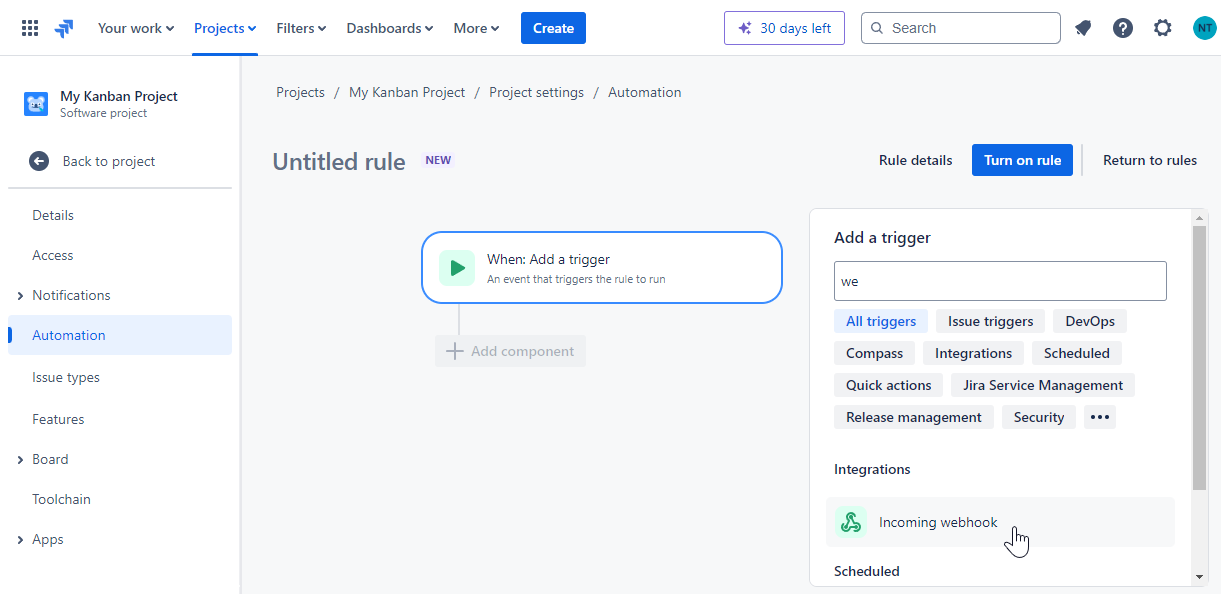 Your work Projects Filters Dashboards More Create 30 days left Search NT
My Kanban Project
Software project
Back to project
Details
Access
Notifications
Automation
Issue types
Features
Board
Toolchain
Apps
Projects / My Kanban Project / Project settings / Automation
Untitled rule NEW Rule details Turn on rule Return to rules
When: Add a trigger
An event that triggers the rule to run
Add component
Add a trigger
we
All triggers Issue triggers DevOps
Compass Integrations Scheduled
Quick actions Jira Service Management
Release management Security •••
Integrations
Incoming webhook
Scheduled